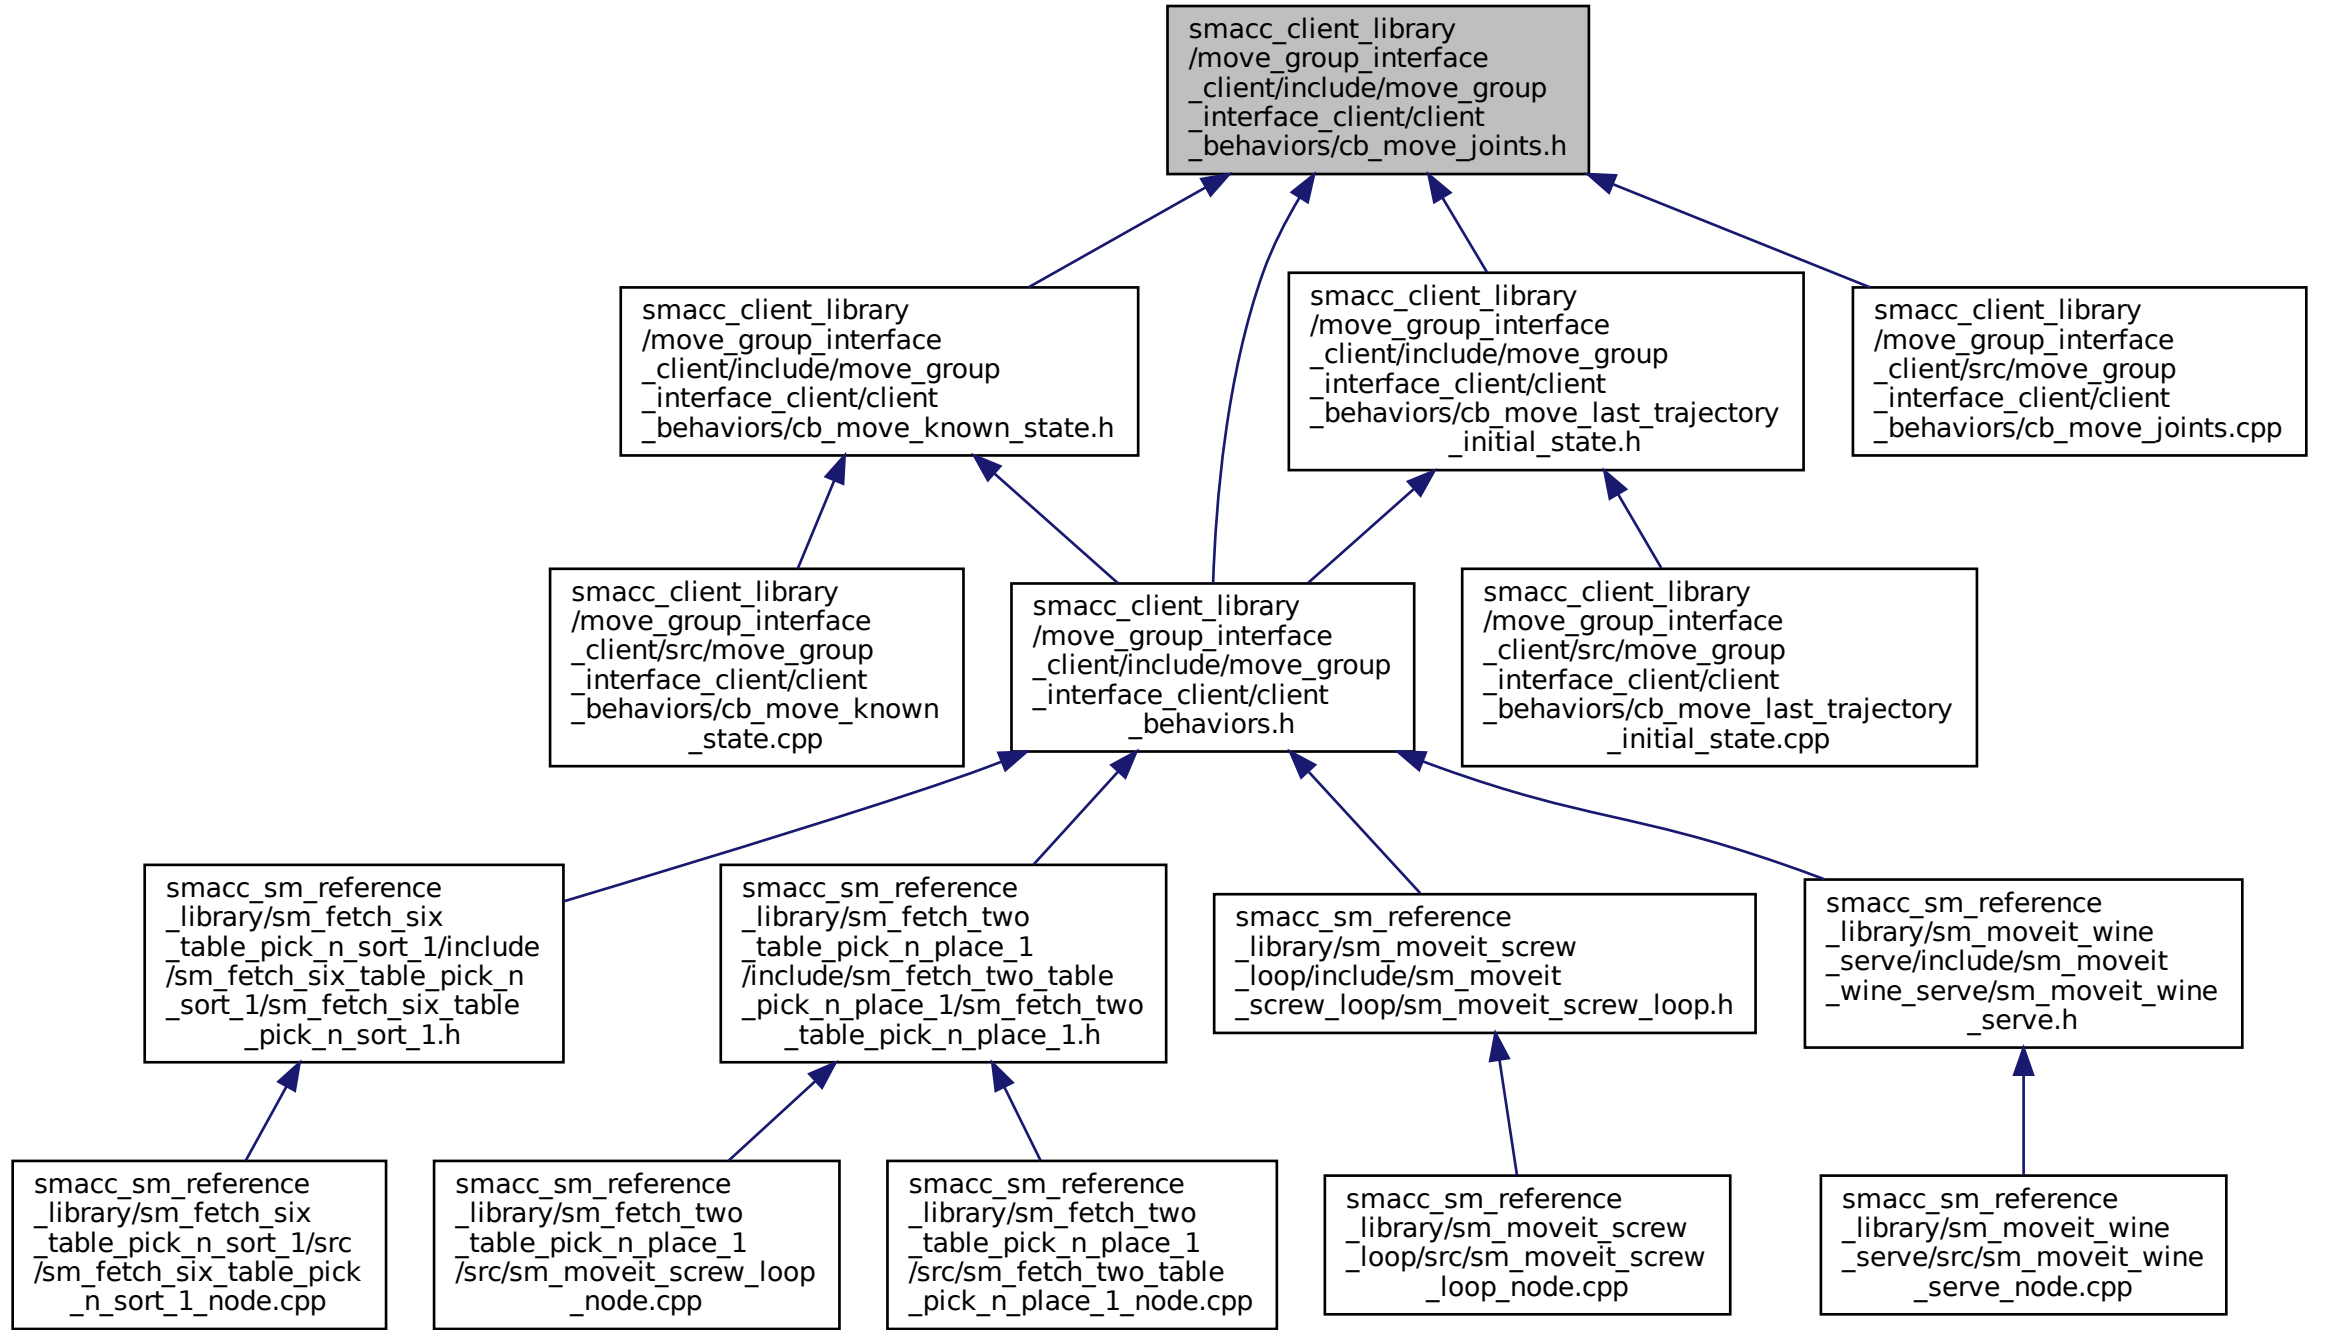 smacc_client_library
/move_group_interface
_client/include/move_group
_interface_client/client
_behaviors/cb_move_joints.h
smacc_client_library
/move_group_interface
_client/include/move_group
_interface_client/client
_behaviors/cb_move_known_state.h
smacc_client_library
/move_group_interface
_client/include/move_group
_interface_client/client
_behaviors/cb_move_last_trajectory
_initial_state.h
smacc_client_library
/move_group_interface
_client/src/move_group
_interface_client/client
_behaviors/cb_move_joints.cpp
smacc_client_library
/move_group_interface
_client/src/move_group
_interface_client/client
_behaviors/cb_move_known
_state.cpp
smacc_client_library
/move_group_interface
_client/include/move_group
_interface_client/client
_behaviors.h
smacc_client_library
/move_group_interface
_client/src/move_group
_interface_client/client
_behaviors/cb_move_last_trajectory
_initial_state.cpp
smacc_sm_reference
_library/sm_fetch_six
_table_pick_n_sort_1/include
/sm_fetch_six_table_pick_n
_sort_1/sm_fetch_six_table
_pick_n_sort_1.h
smacc_sm_reference
_library/sm_fetch_two
_table_pick_n_place_1
/include/sm_fetch_two_table
_pick_n_place_1/sm_fetch_two
_table_pick_n_place_1.h
smacc_sm_reference
_library/sm_moveit_screw
_loop/include/sm_moveit
_screw_loop/sm_moveit_screw_loop.h
smacc_sm_reference
_library/sm_moveit_wine
_serve/include/sm_moveit
_wine_serve/sm_moveit_wine
_serve.h
smacc_sm_reference
_library/sm_fetch_six
_table_pick_n_sort_1/src
/sm_fetch_six_table_pick
_n_sort_1_node.cpp
smacc_sm_reference
_library/sm_fetch_two
_table_pick_n_place_1
/src/sm_moveit_screw_loop
_node.cpp
smacc_sm_reference
_library/sm_fetch_two
_table_pick_n_place_1
/src/sm_fetch_two_table
_pick_n_place_1_node.cpp
smacc_sm_reference
_library/sm_moveit_screw
_loop/src/sm_moveit_screw
_loop_node.cpp
smacc_sm_reference
_library/sm_moveit_wine
_serve/src/sm_moveit_wine
_serve_node.cpp